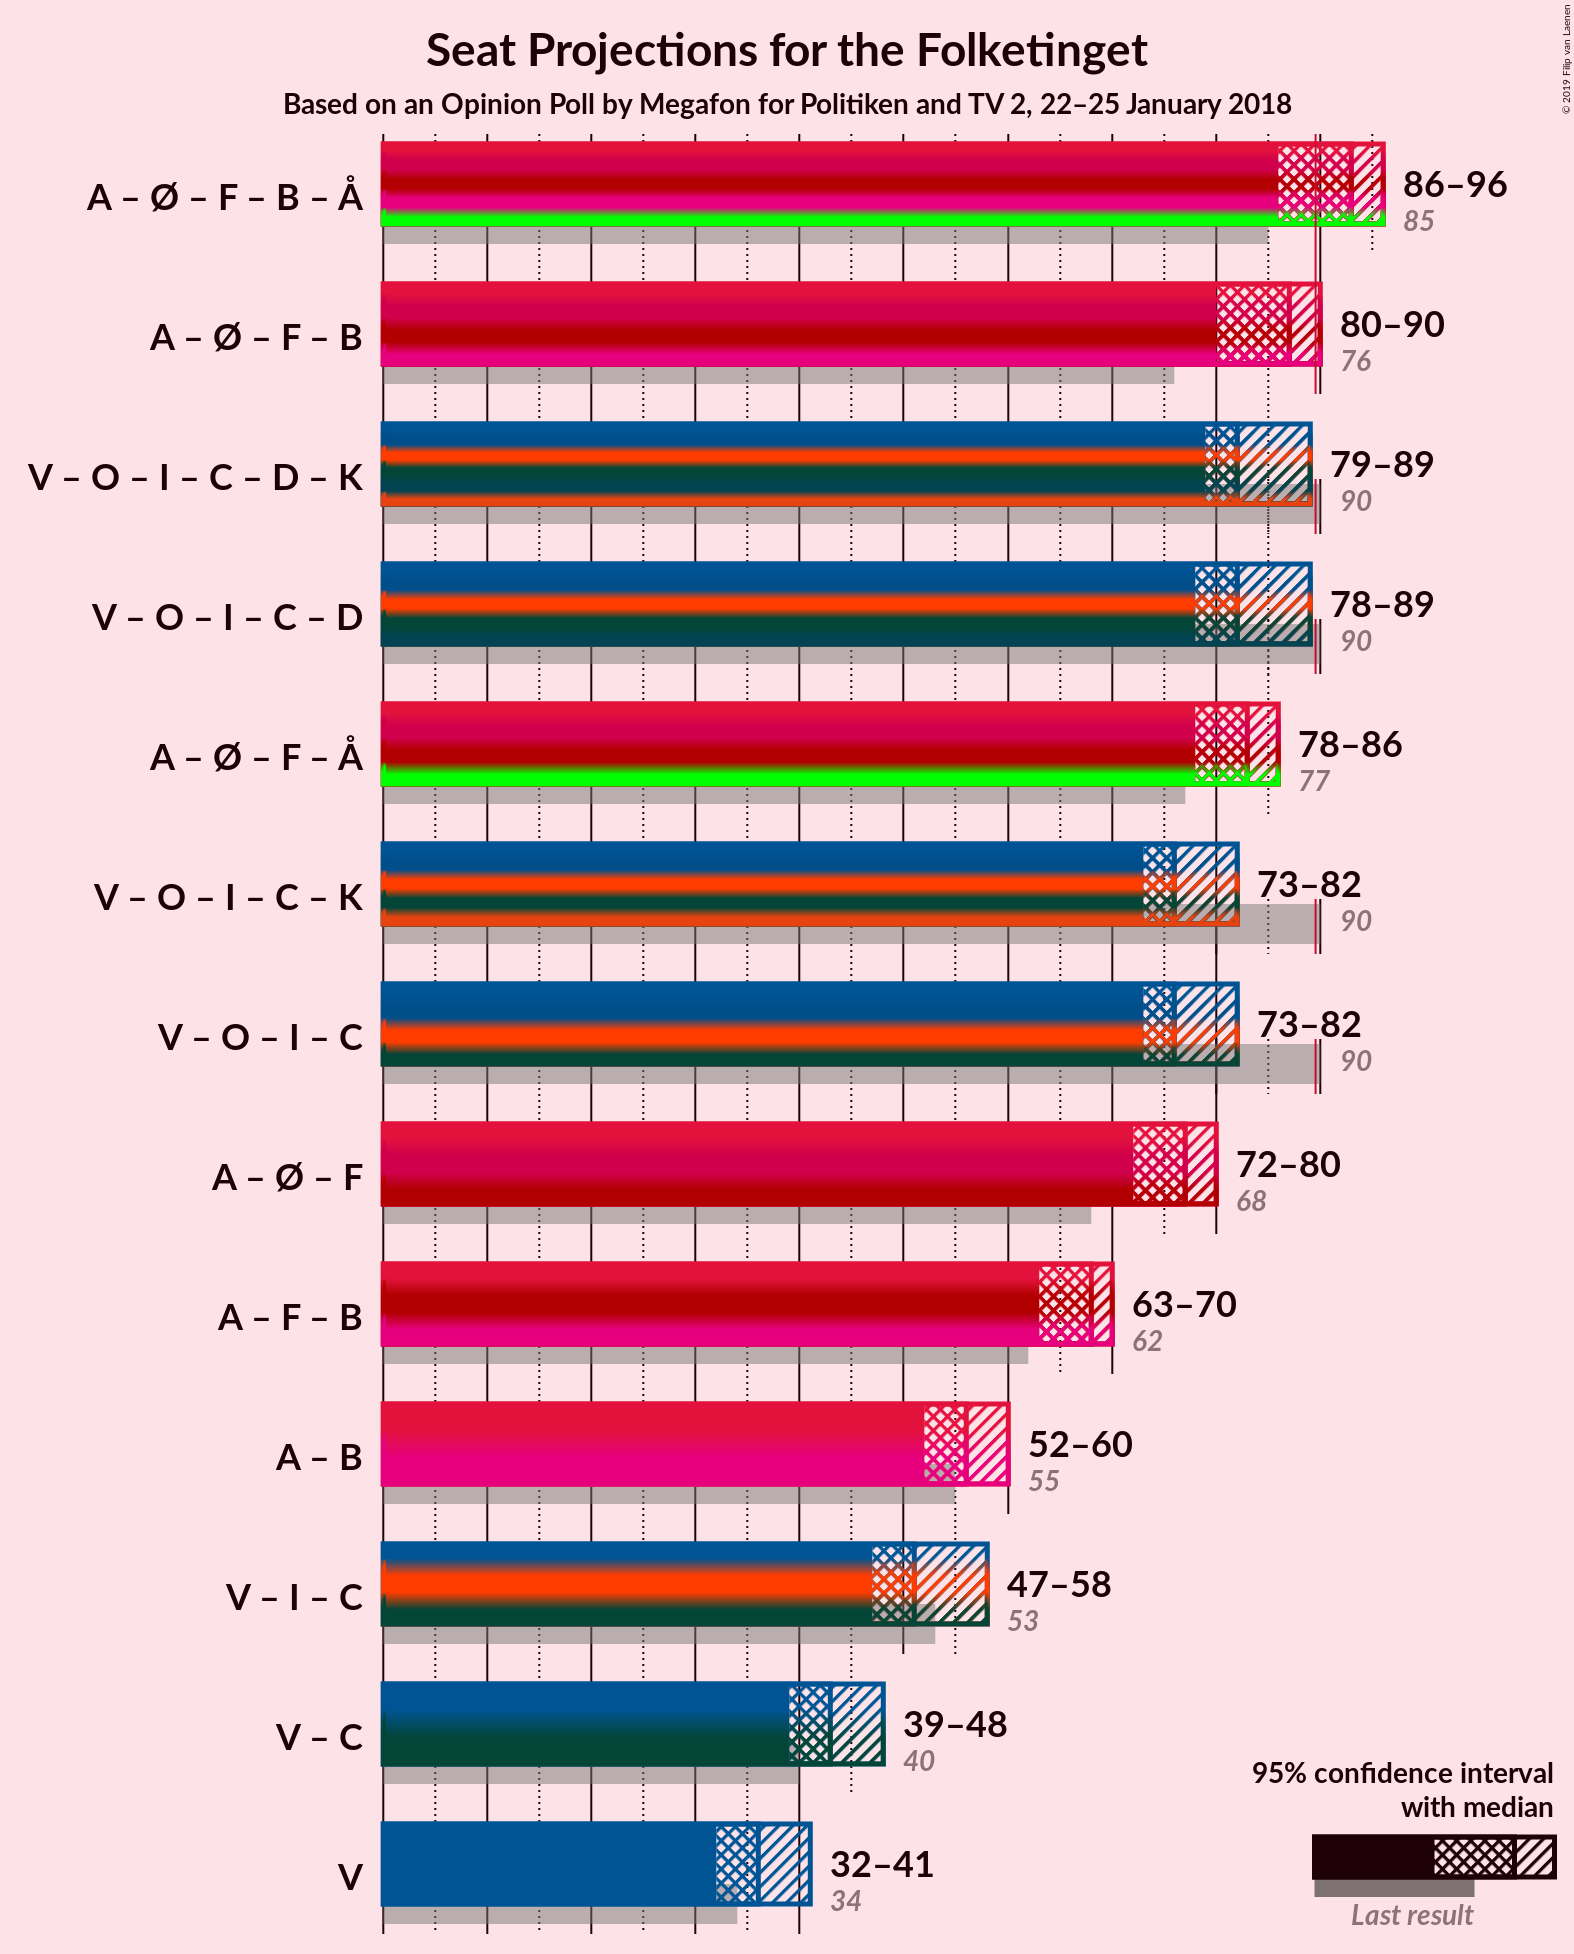 Seat Projections for the Folketinget
Based on an Opinion Poll by Megafon for Politiken and TV 2, 22–25 January 2018
© 2019 Filip van Laenen
A – Ø – F – B – Å
86–96
85
A – Ø – F – B
80–90
76
V – O – I – C – D – K
79–89
90
V – O – I – C – D
78–89
90
A – Ø – F – Å
78–86
77
V – O – I – C – K
73–82
90
V – O – I – C
73–82
90
A – Ø – F
72–80
68
A – F – B
63–70
62
A – B
52–60
55
V – I – C
47–58
53
V – C
39–48
40
V
32–41
34
95% confidence interval
with median
Last result